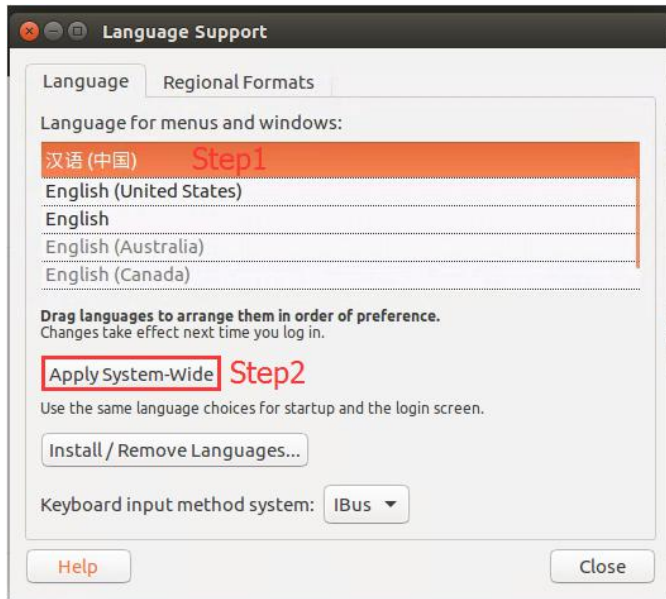 Language Support
Language Regional Formats
Language for menus and windows:
汉语 (中国) Step1
English (United States)
English
English (Australia)
English (Canada)
Drag languages to arrange them in order of preference.
Changes take effect next time you log in.
Apply System-Wide Step2
Use the same language choices for startup and the login screen.
Install / Remove Languages...
Keyboard input method system: IBus
Help Close